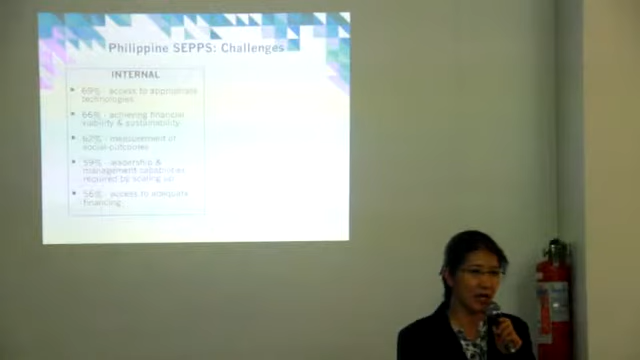 Philippine SEPPS: Challenges
INTERNAL
69% access to appropriate
technologies
66% achieving financial
viability & sustainability
62% measurement of
social outcomes
59% leadership &
management capabilities
required by scaling up
56% access to adequate
financing